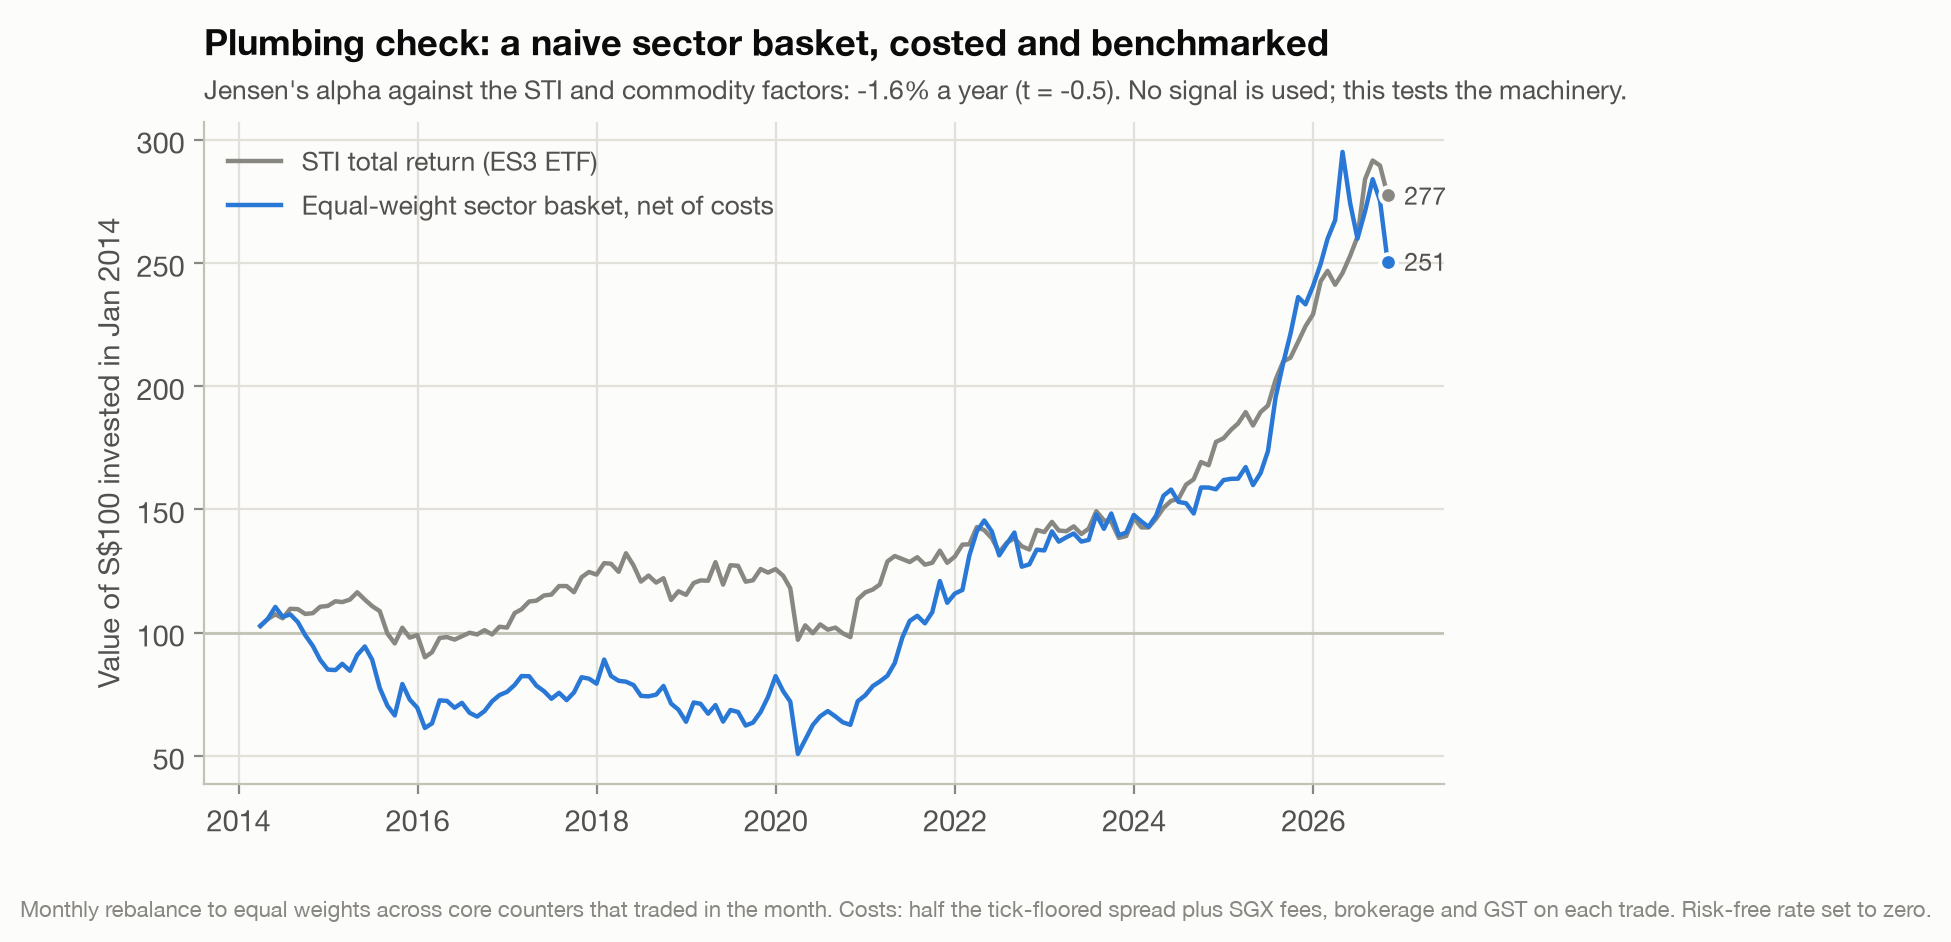 Plumbing check: a naive sector basket, costed and benchmarked
Jensen's alpha against the STI and commodity factors: -1.6% a year (t = -0.5). No signal is used; this tests the machinery.
Value of S$100 invested in Jan 2014
300
250
200
150
100
50
STI total return (ES3 ETF)
Equal-weight sector basket, net of costs
277
251
2014
2016
2018
2020
2022
2024
2026
Monthly rebalance to equal weights across core counters that traded in the month. Costs: half the tick-floored spread plus SGX fees, brokerage and GST on each trade. Risk-free rate set to zero.